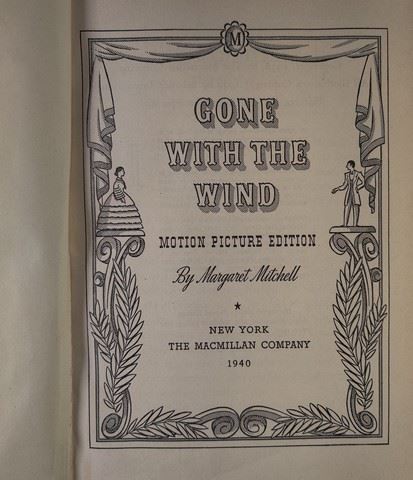 M
GONE
WITH THE
WIND
MOTION PICTURE EDITION
By Margaret Mitchell
NEW YORK
THE MACMILLAN COMPANY
1940